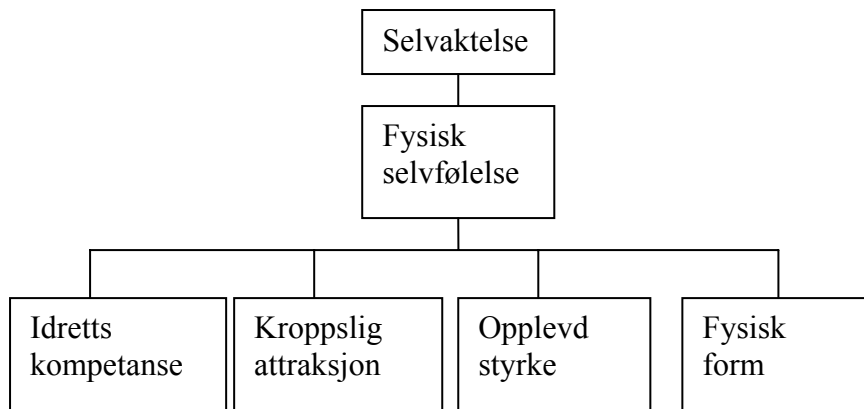 Selvaktelse
Fysisk
selvfølelse
Idretts
kompetanse
Kroppslig
attraksjon
Opplevd
styrke
Fysisk
form